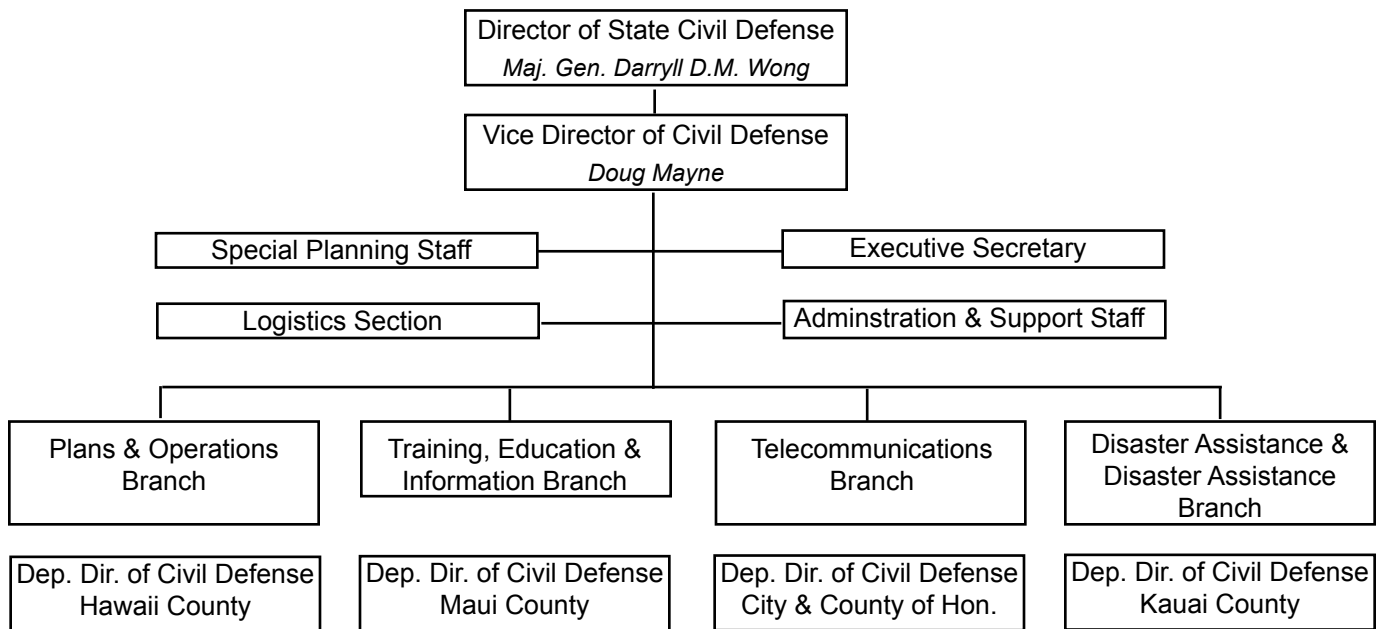 Director of State Civil Defense
Maj. Gen. Darryll D.M. Wong
Vice Director of Civil Defense
Doug Mayne
Special Planning Staff
Executive Secretary
Logistics Section
Adminstration & Support Staff
Plans & Operations
Branch
Training, Education &
Information Branch
Telecommunications
Branch
Disaster Assistance &
Disaster Assistance
Branch
Dep. Dir. of Civil Defense
Hawaii County
Dep. Dir. of Civil Defense
Maui County
Dep. Dir. of Civil Defense
City & County of Hon.
Dep. Dir. of Civil Defense
Kauai County